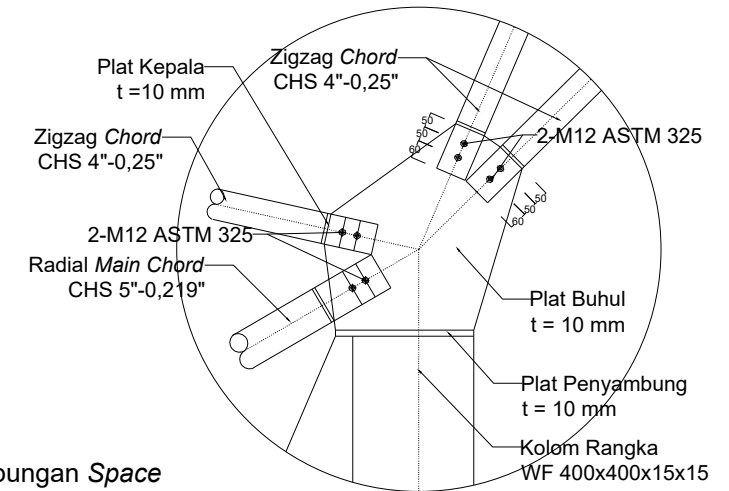 Zigzag Chord
CHS 4"-0,25"
Plat Kepala
t =10 mm
50
50
60
2-M12 ASTM 325
Zigzag Chord
CHS 4"-0,25"
50
50
60
2-M12 ASTM 325
Radial Main Chord
CHS 5"-0,219"
Plat Buhul
t = 10 mm
Plat Penyambung
t = 10 mm
Kolom Rangka
WF 400x400x15x15
Space